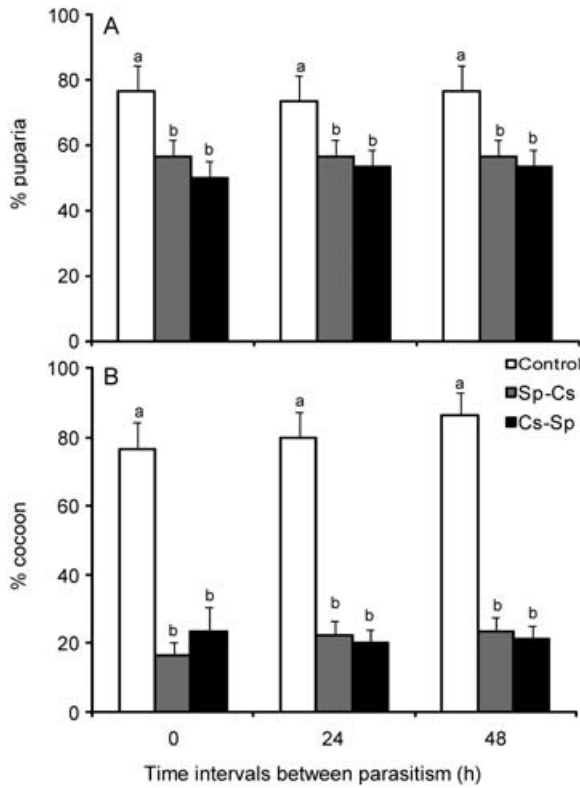 100
A
a
a
a
80
b
b
b
b
b
b
60
% puparia
40
20
0
100
B
Control
a
a
a
Sp-Cs
80
Cs-Sp
60
% cocoon
40
b
b
b
b
b
b
20
0
0
24
48
Time intervals between parasitism (h)